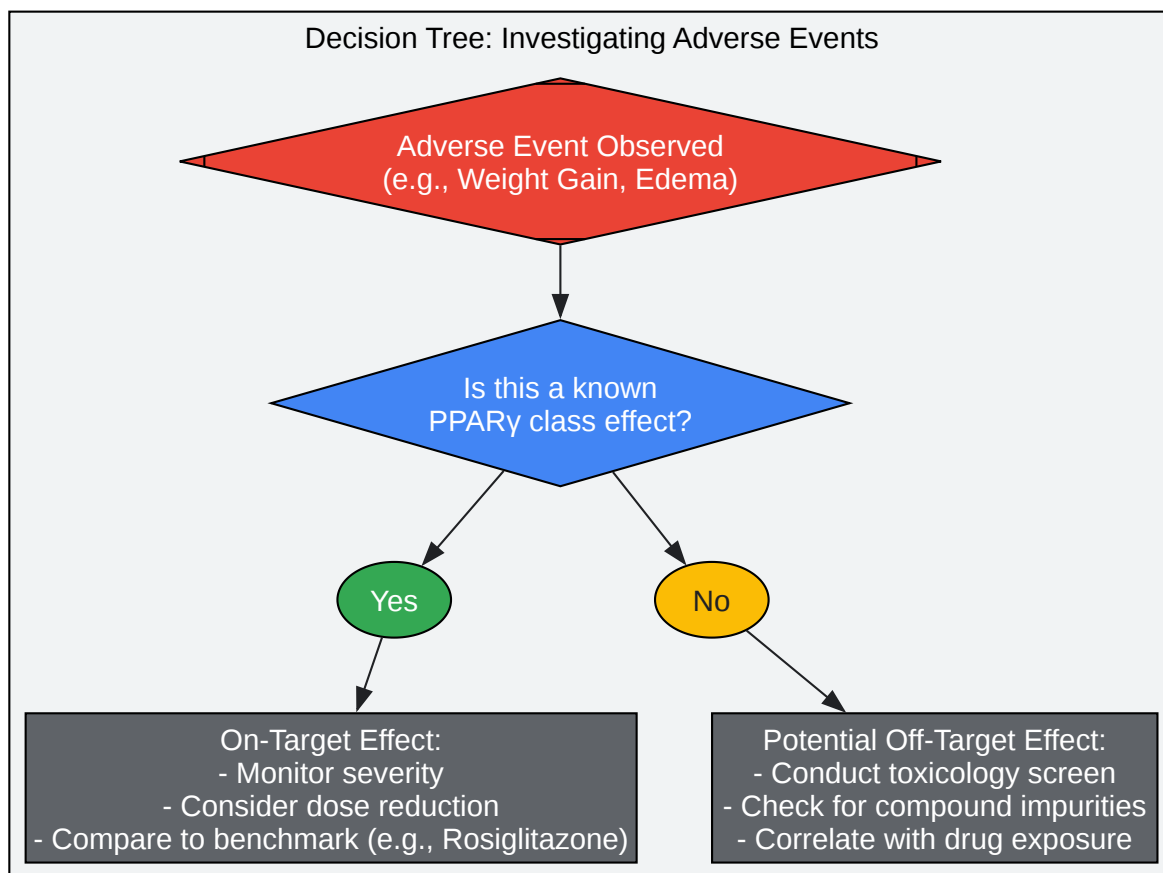 Decision Tree: Investigating Adverse Events
Adverse Event Observed
(e.g., Weight Gain, Edema)
Is this a known
PPARγ class effect?
Yes
No
On-Target Effect:
- Monitor severity
- Consider dose reduction
- Compare to benchmark (e.g., Rosiglitazone)
Potential Off-Target Effect:
- Conduct toxicology screen
- Check for compound impurities
- Correlate with drug exposure